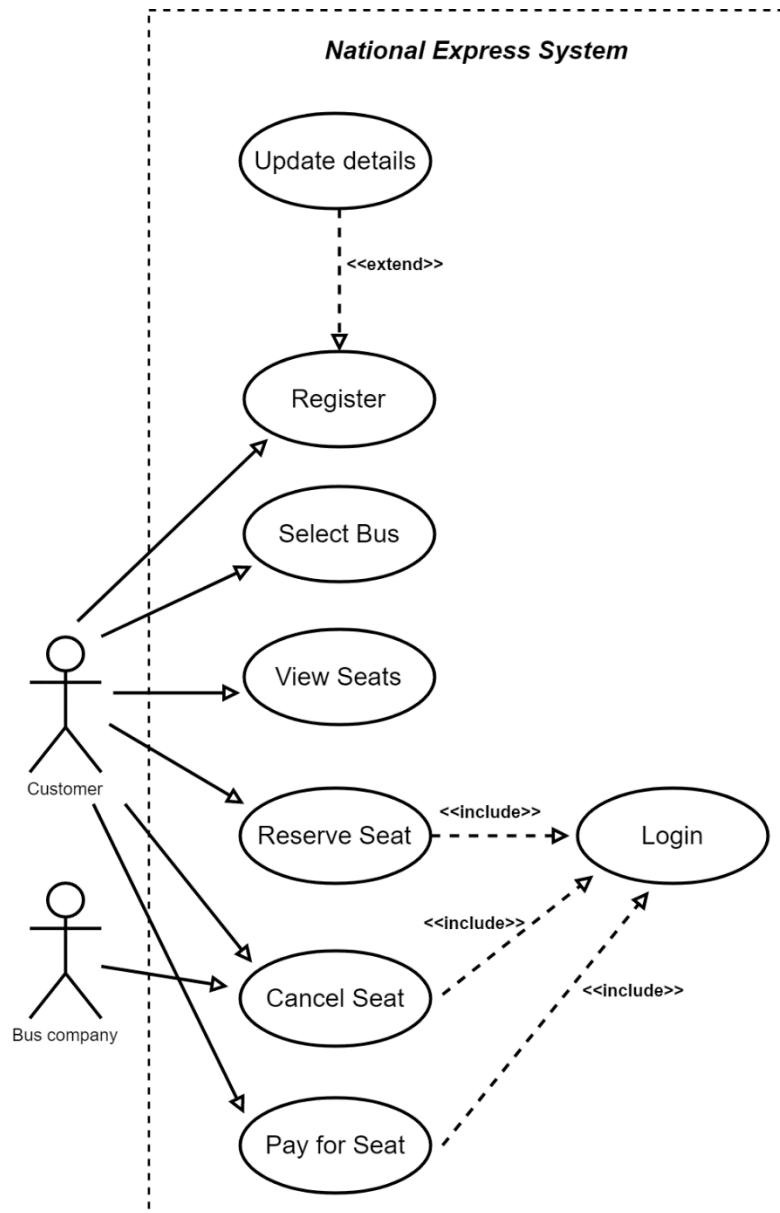 National Express System
Update details
<<extend>>
Register
Select Bus
View Seats
Customer
<<include>>
Reserve Seat
Login
<<include>>
Cancel Seat
<<include>>
Bus company
Pay for Seat